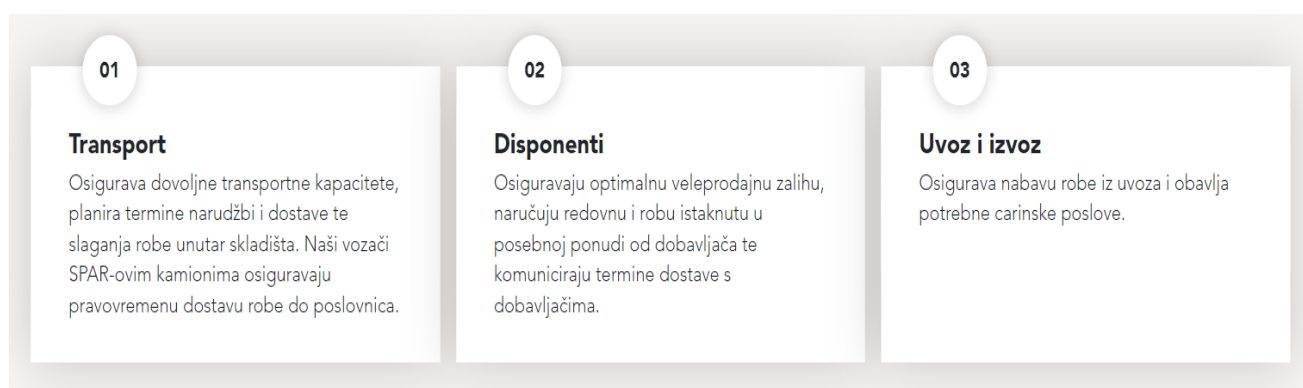 01
Transport
Osigurava dovoljne transportne kapacitete,
planira termine narudžbi i dostave te
slaganja robe unutar skladišta. Naši vozači
SPAR-ovim kamionima osiguravaju
pravovremenu dostavu robe do poslovnica.
02
Disponenti
Osiguravaju optimalnu veleprodajnu zalihu,
naručuju redovnu i robu istaknutu u
posebnoj ponudi od dobavljača te
komuniciraju termine dostave s
dobavljačima.
03
Uvoz i izvoz
Osigurava nabavu robe iz uvoza i obavlja
potrebne carinske poslove.